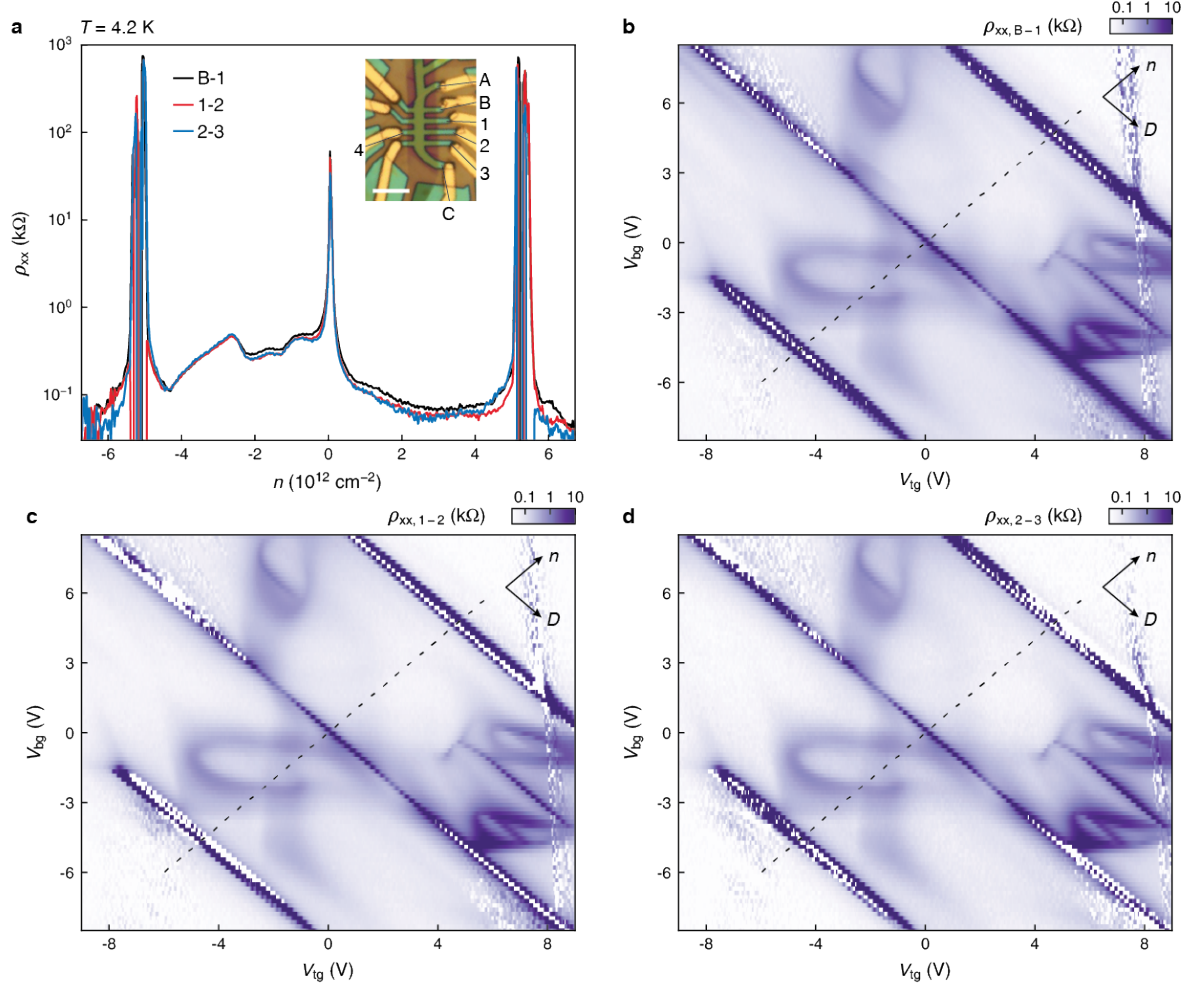 a
T = 4.2 K
ρxx (kΩ)
10³
10²
10¹
10⁰
10⁻¹
B-1
1-2
2-3
A
B
1
2
3
4
C
-6 -4 -2 0 2 4 6
n (10¹² cm⁻²)
b
ρxx, B−1 (kΩ)
0.1 1 10
n
D
Vbg (V)
6
3
0
-3
-6
-8 -4 0 4 8
Vtg (V)
c
ρxx, 1−2 (kΩ)
0.1 1 10
n
D
Vbg (V)
6
3
0
-3
-6
-8 -4 0 4 8
Vtg (V)
d
ρxx, 2−3 (kΩ)
0.1 1 10
n
D
Vbg (V)
6
3
0
-3
-6
-8 -4 0 4 8
Vtg (V)